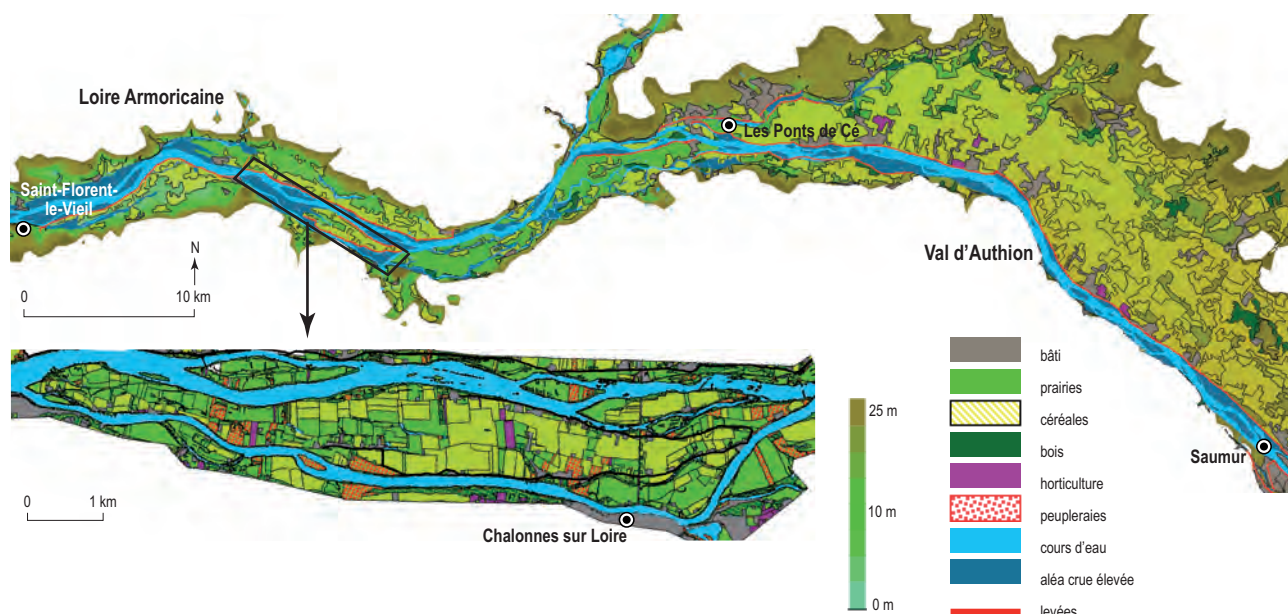 Loire Armoricaine
Les Ponts de Cé
Saint-Florent-
le-Vieil
N
0
10 km
Val d'Authion
bâti
prairies
céréales
bois
horticulture
peupleraies
cours d'eau
aléa crue élevée
levées
25 m
10 m
0 m
Saumur
0
1 km
Chalonnes sur Loire